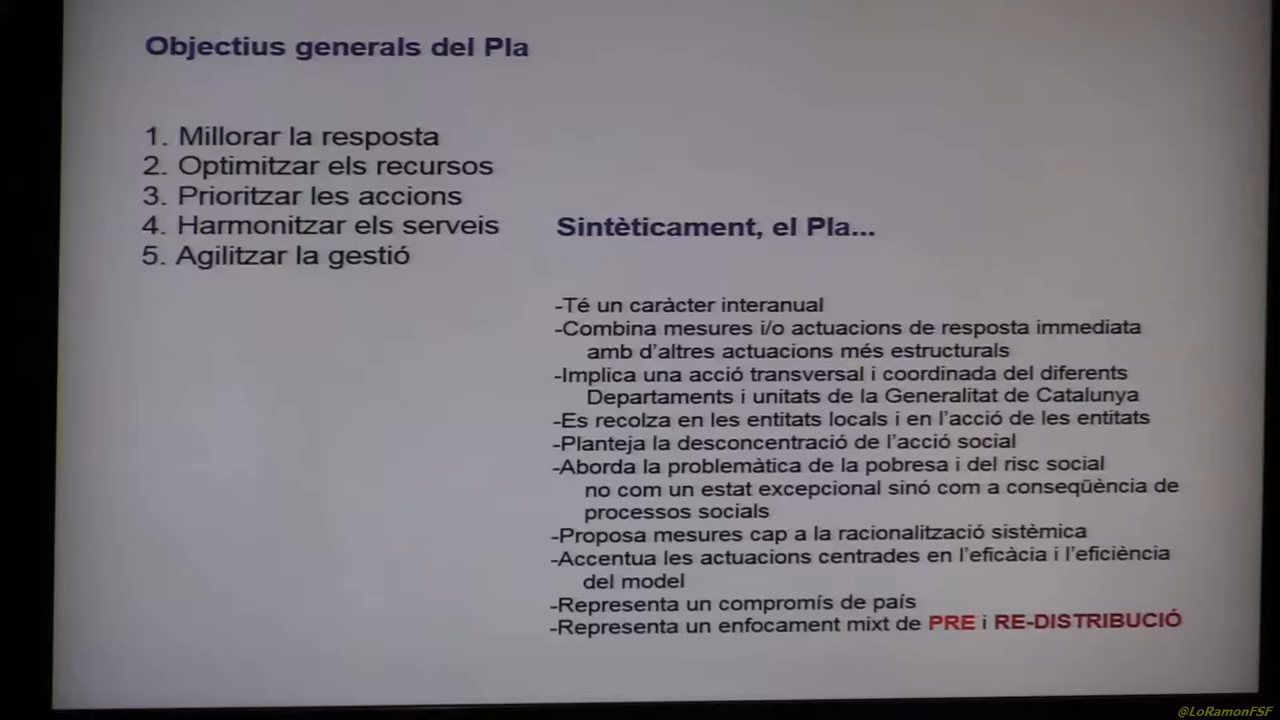 Objectius generals del Pla
1. Millorar la resposta
2. Optimitzar els recursos
3. Prioritzar les accions
4. Harmonitzar els serveis
5. Agilitzar la gestió
Sintèticament, el Pla...
-Té un caràcter interanual
-Combina mesures i/o actuacions de resposta immediata
amb d'altres actuacions més estructurals
-Implica una acció transversal i coordinada del diferents
Departaments i unitats de la Generalitat de Catalunya
-Es recolza en les entitats locals i en l'acció de les entitats
-Planteja la desconcentració de l'acció social
-Aborda la problemàtica de la pobresa i del risc social
no com un estat excepcional sinó com a conseqüència de
processos socials
-Proposa mesures cap a la racionalització sistèmica
-Accentua les actuacions centrades en l'eficàcia i l'eficiència
del model
-Representa un compromís de país
-Representa un enfocament mixt de PRE i RE-DISTRIBUCIÓ
@LoRamonFSF